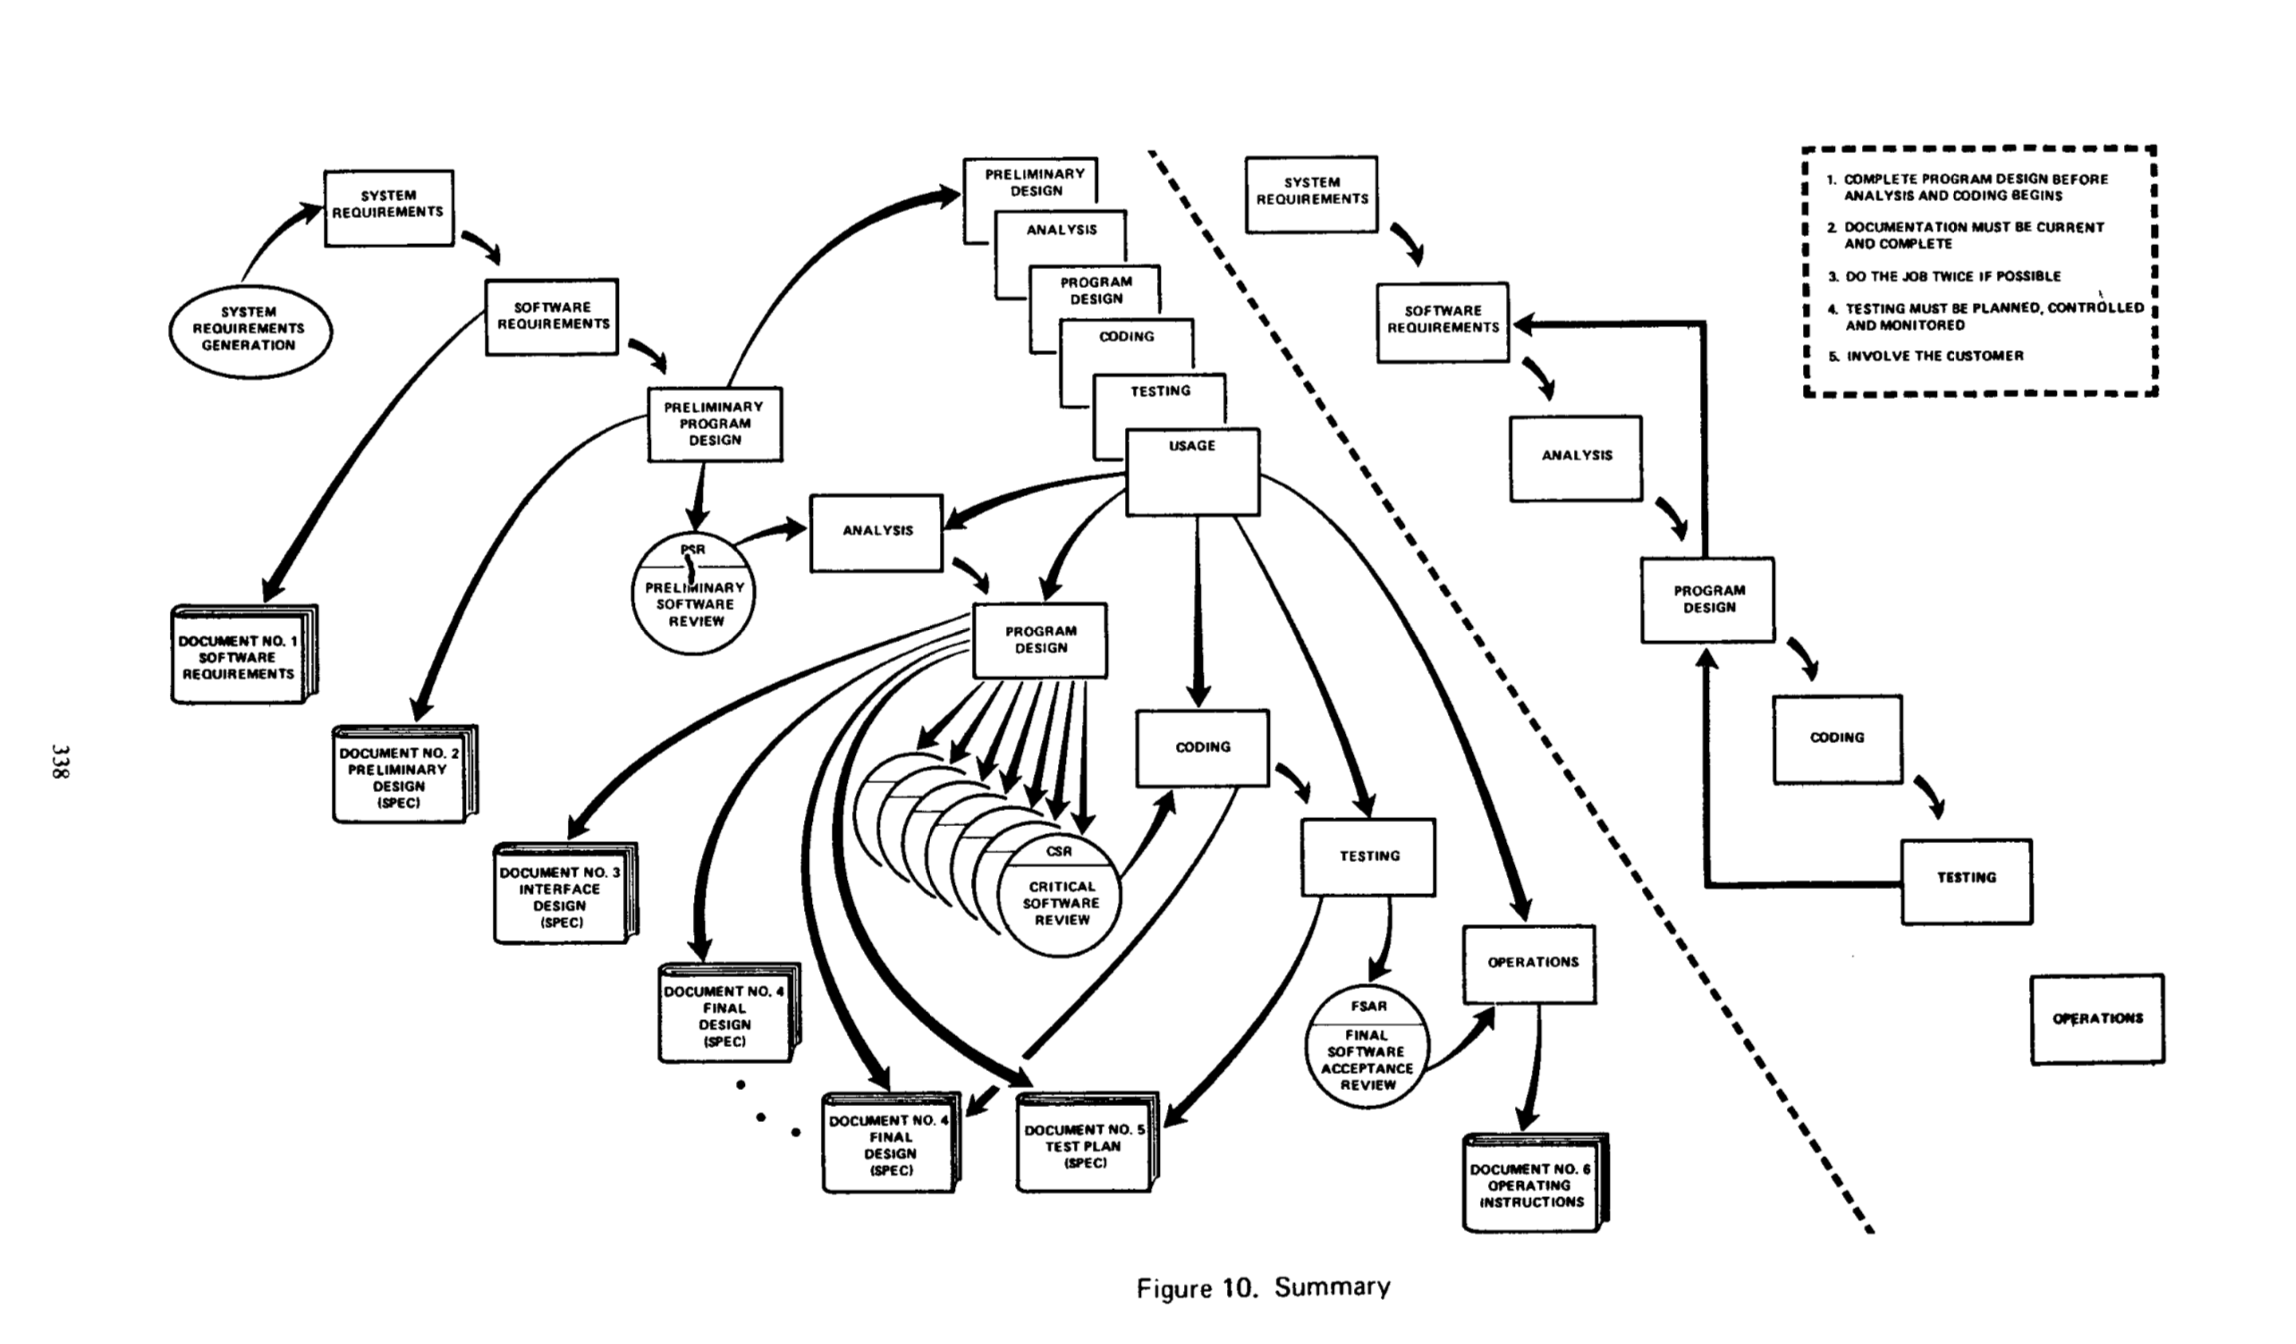 SYSTEM
REQUIREMENTS
SYSTEM
REQUIREMENTS
GENERATION
SOFTWARE
REQUIREMENTS
PRELIMINARY
PROGRAM
DESIGN
PSR
PRELIMINARY
SOFTWARE
REVIEW
ANALYSIS
PROGRAM
DESIGN
PRELIMINARY
DESIGN
ANALYSIS
PROGRAM
DESIGN
CODING
TESTING
USAGE
CSR
CRITICAL
SOFTWARE
REVIEW
CODING
TESTING
FSAR
FINAL
SOFTWARE
ACCEPTANCE
REVIEW
OPERATIONS
DOCUMENT NO. 1
SOFTWARE
REQUIREMENTS
DOCUMENT NO. 2
PRELIMINARY
DESIGN
(SPEC)
DOCUMENT NO. 3
INTERFACE
DESIGN
(SPEC)
DOCUMENT NO. 4
FINAL
DESIGN
(SPEC)
DOCUMENT NO. 4
FINAL
DESIGN
(SPEC)
DOCUMENT NO. 5
TEST PLAN
(SPEC)
DOCUMENT NO. 6
OPERATING
INSTRUCTIONS
SYSTEM
REQUIREMENTS
SOFTWARE
REQUIREMENTS
ANALYSIS
PROGRAM
DESIGN
CODING
TESTING
OPERATIONS
1. COMPLETE PROGRAM DESIGN BEFORE
ANALYSIS AND CODING BEGINS
2. DOCUMENTATION MUST BE CURRENT
AND COMPLETE
3. DO THE JOB TWICE IF POSSIBLE
4. TESTING MUST BE PLANNED, CONTROLLED
AND MONITORED
5. INVOLVE THE CUSTOMER
338
Figure 10. Summary